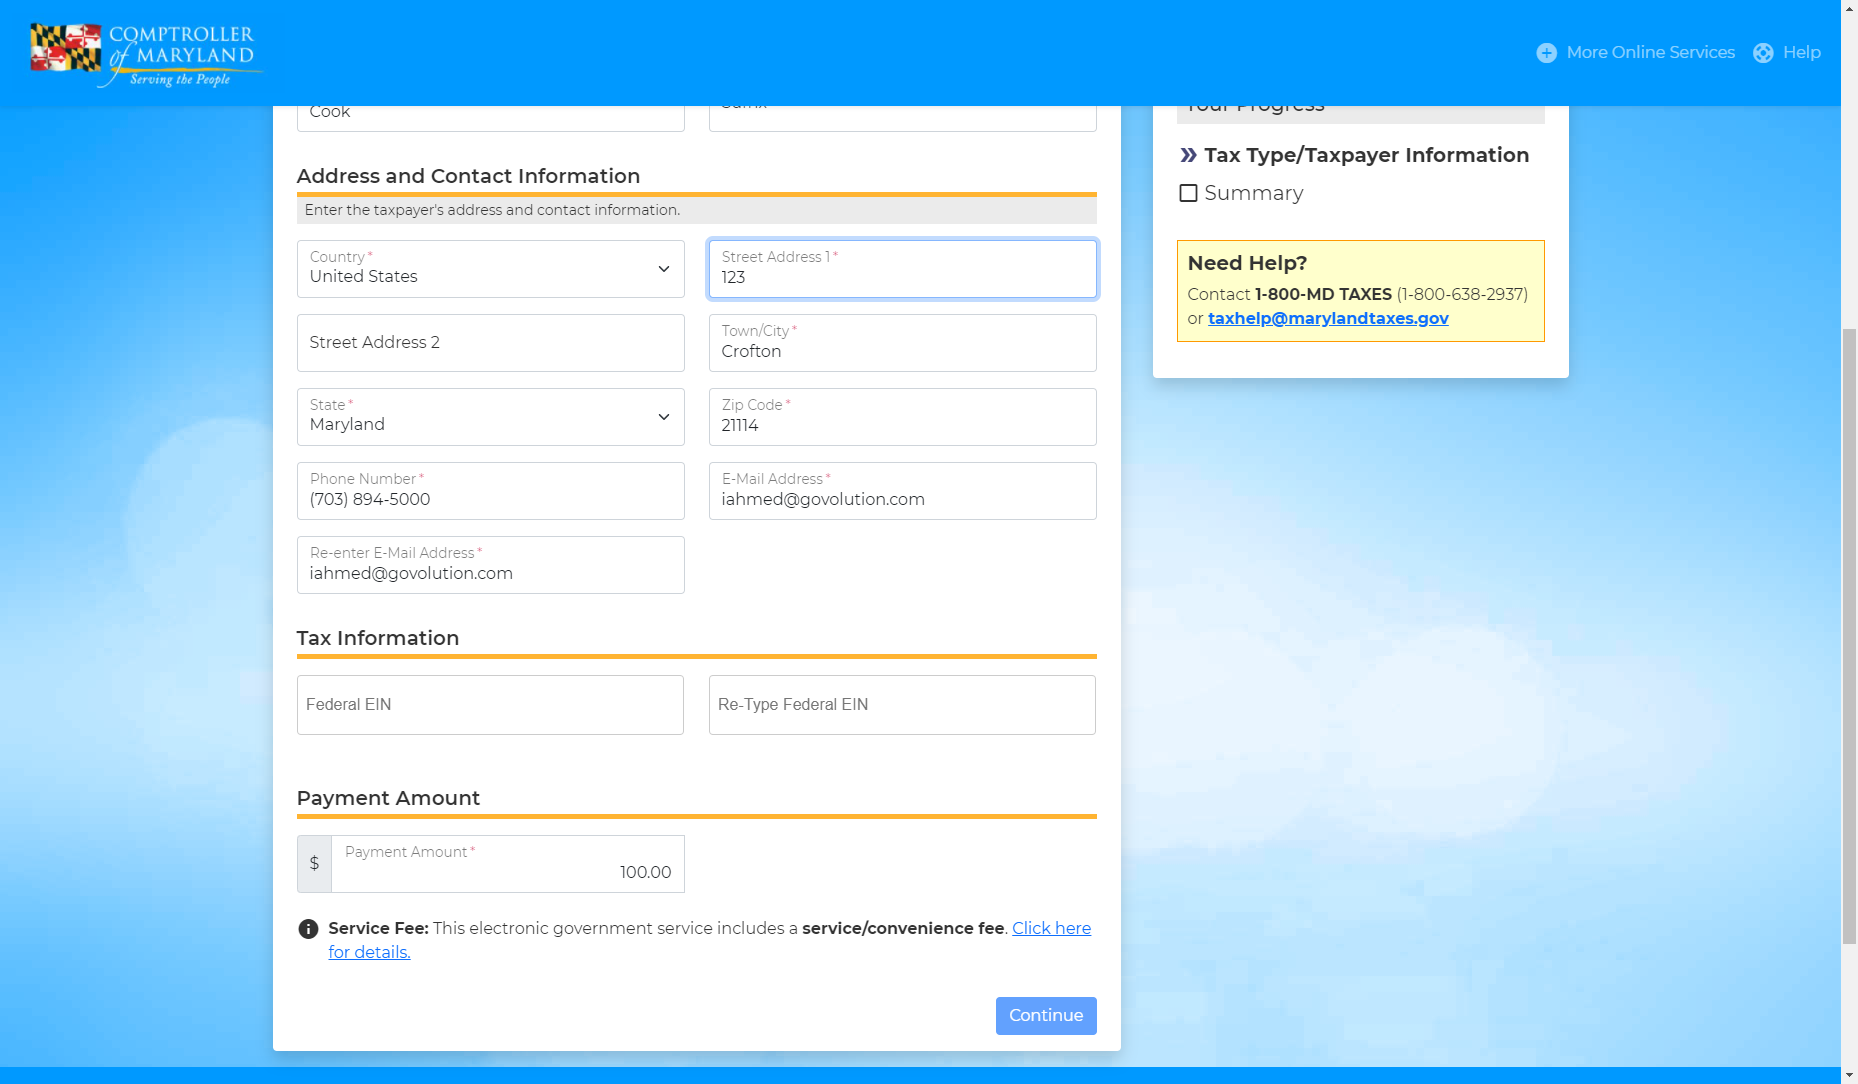 COMPTROLLER
of MARYLAND
Serving the People
More Online Services
Help
Cook
Suffix
Your Progress
Tax Type/Taxpayer Information
Summary
Address and Contact Information
Enter the taxpayer's address and contact information.
Country*
United States
Street Address 1*
123
Need Help?
Contact 1-800-MD TAXES (1-800-638-2937)
or taxhelp@marylandtaxes.gov
Street Address 2
Town/City*
Crofton
State*
Maryland
Zip Code*
21114
Phone Number*
(703) 894-5000
E-Mail Address*
iahmed@govolution.com
Re-enter E-Mail Address*
iahmed@govolution.com
Tax Information
Federal EIN
Re-Type Federal EIN
Payment Amount
$
Payment Amount*
100.00
Service Fee: This electronic government service includes a service/convenience fee. Click here
for details.
Continue